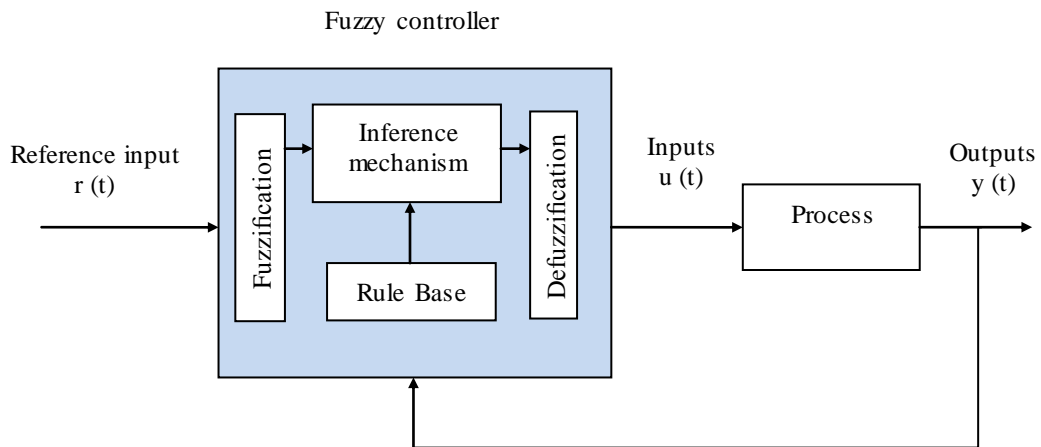 Fuzzy controller
Reference input
r (t)
Fuzzification
Inference
mechanism
Rule Base
Defuzzification
Inputs
u (t)
Process
Outputs
y (t)